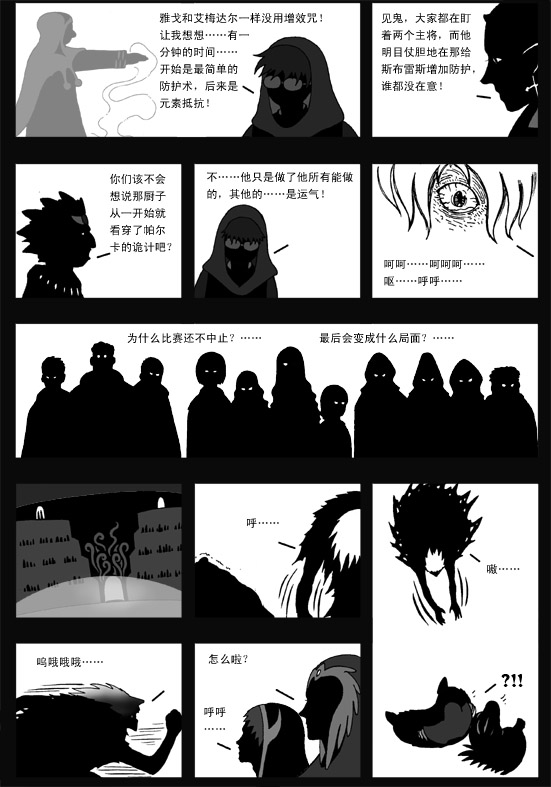 雅戈和艾梅达尔一样没用增效咒！
让我想想……有一
分钟的时间……
开始是最简单的
防护术，后来是
元素抵抗！
见鬼，大家都在盯
着两个主将，而他
明目仗胆地在那给
斯布雷斯增加防护，
谁都没在意！
你们该不会
想说那厨子
从一开始就
看穿了帕尔
卡的诡计吧？
不……他只是做了他所有能做
的，其他的……是运气！
呵呵……呵呵呵……
呕……呼呼……
为什么比赛还不中止？……
最后会变成什么局面？……
呼……
嗷……
呜哦哦哦……
怎么啦？
呼呼
……
?!!